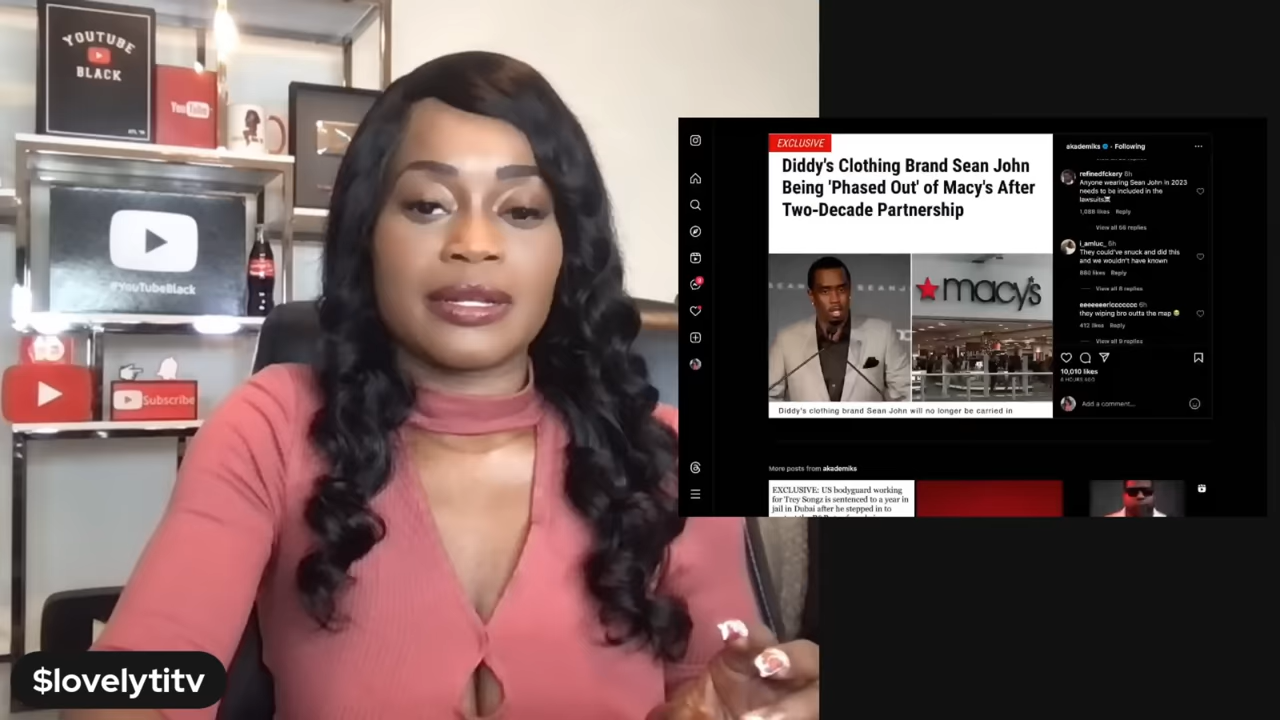 YOUTUBE
BLACK
YouTube
#YouTubeBlack
Subscribe
$lovelytitv
EXCLUSIVE
Diddy's Clothing Brand Sean John
Being 'Phased Out' of Macy's After
Two-Decade Partnership
macy's
Diddy's clothing brand Sean John will no longer be carried in
akademiks • Following
refinedfckery 6h
Anyone wearing Sean John in 2023
needs to be included in the
lawsuits
1,088 likes Reply
View all 66 replies
i_amluc_ 6h
They could've snuck and did this
and we wouldn't have known
880 likes Reply
View all 8 replies
they wiping bro outta the map
412 likes Reply
View all 9 replies
10,010 likes
6 HOURS AGO
Add a comment...
More posts from akademiks
EXCLUSIVE: US bodyguard working
for Trey Songz is sentenced to a year in
jail in Dubai after he stepped in to